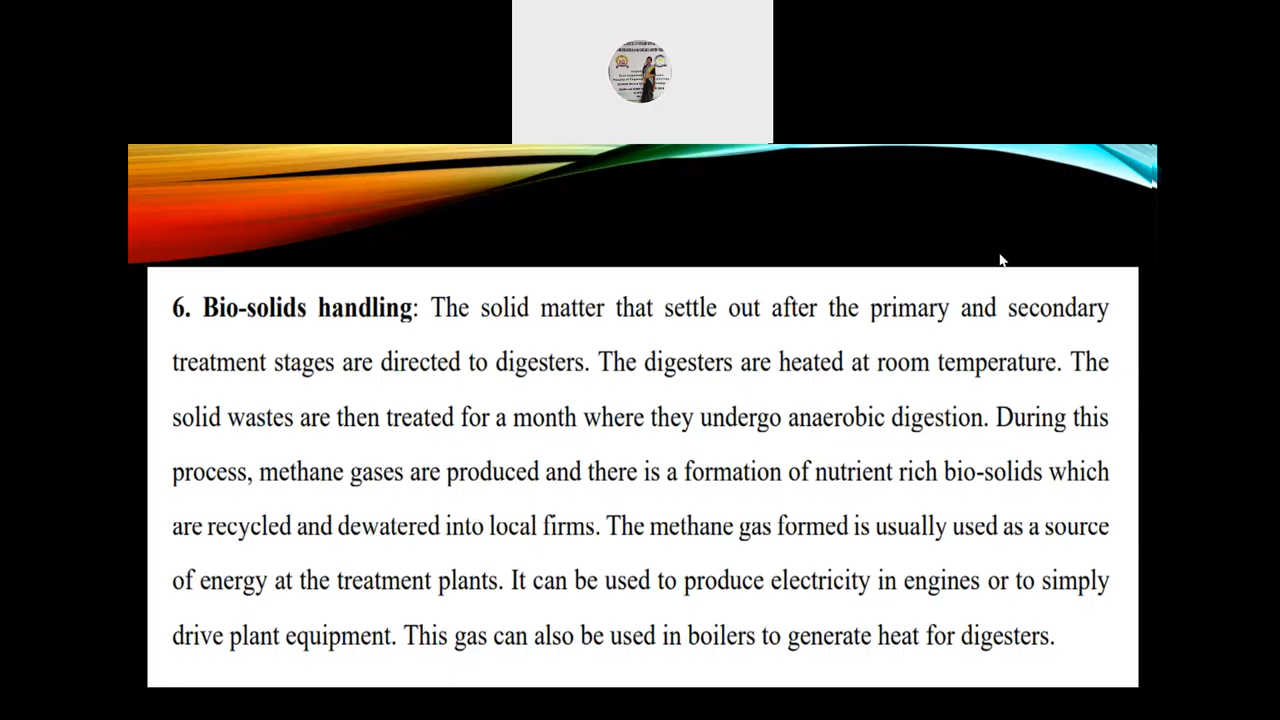 6. Bio-solids handling: The solid matter that settle out after the primary and secondary
treatment stages are directed to digesters. The digesters are heated at room temperature. The
solid wastes are then treated for a month where they undergo anaerobic digestion. During this
process, methane gases are produced and there is a formation of nutrient rich bio-solids which
are recycled and dewatered into local firms. The methane gas formed is usually used as a source
of energy at the treatment plants. It can be used to produce electricity in engines or to simply
drive plant equipment. This gas can also be used in boilers to generate heat for digesters.